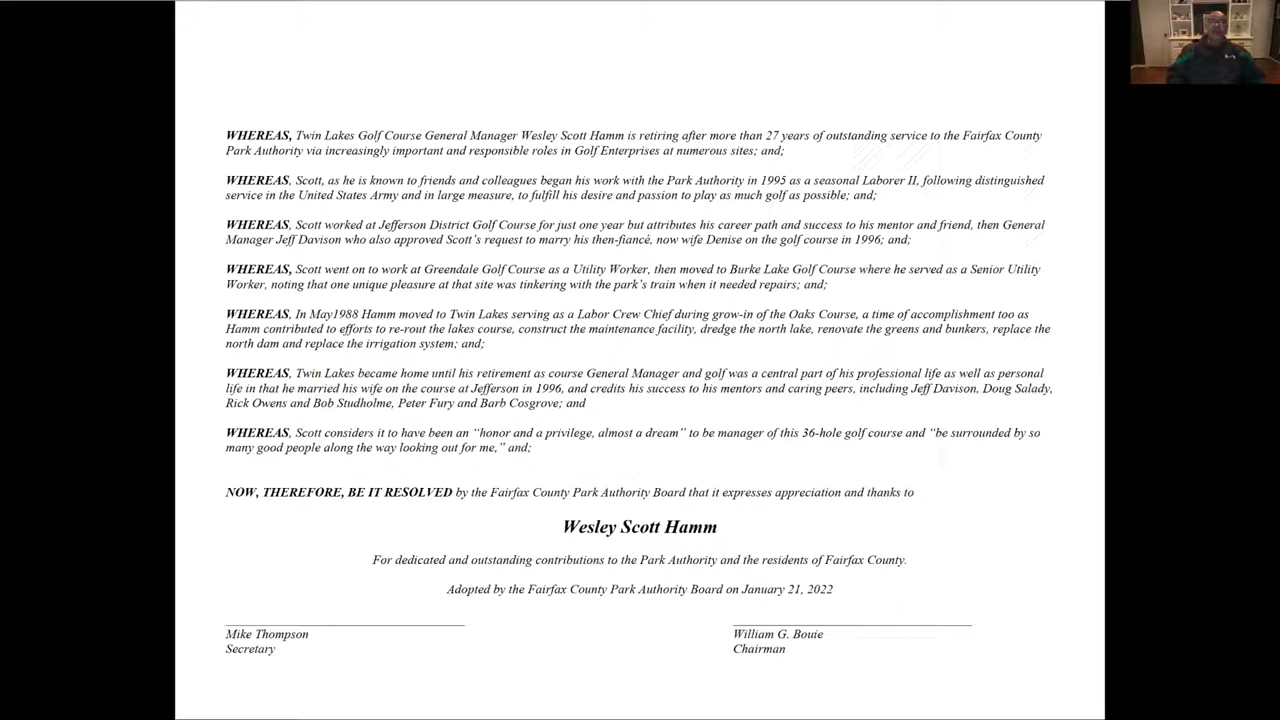 WHEREAS, Twin Lakes Golf Course General Manager Wesley Scott Hamm is retiring after more than 27 years of outstanding service to the Fairfax County
Park Authority via increasingly important and responsible roles in Golf Enterprises at numerous sites; and;
WHEREAS, Scott, as he is known to friends and colleagues began his work with the Park Authority in 1995 as a seasonal Laborer II, following distinguished
service in the United States Army and in large measure, to fulfill his desire and passion to play as much golf as possible; and;
WHEREAS, Scott worked at Jefferson District Golf Course for just one year but attributes his career path and success to his mentor and friend, then General
Manager Jeff Davison who also approved Scott's request to marry his then-fiancé, now wife Denise on the golf course in 1996; and;
WHEREAS, Scott went on to work at Greendale Golf Course as a Utility Worker, then moved to Burke Lake Golf Course where he served as a Senior Utility
Worker, noting that one unique pleasure at that site was tinkering with the park's train when it needed repairs; and;
WHEREAS, In May1988 Hamm moved to Twin Lakes serving as a Labor Crew Chief during grow-in of the Oaks Course, a time of accomplishment too as
Hamm contributed to efforts to re-rout the lakes course, construct the maintenance facility, dredge the north lake, renovate the greens and bunkers, replace the
north dam and replace the irrigation system; and;
WHEREAS, Twin Lakes became home until his retirement as course General Manager and golf was a central part of his professional life as well as personal
life in that he married his wife on the course at Jefferson in 1996, and credits his success to his mentors and caring peers, including Jeff Davison, Doug Salady,
Rick Owens and Bob Studholme, Peter Fury and Barb Cosgrove; and
WHEREAS, Scott considers it to have been an “honor and a privilege, almost a dream” to be manager of this 36-hole golf course and “be surrounded by so
many good people along the way looking out for me,” and;
NOW, THEREFORE, BE IT RESOLVED by the Fairfax County Park Authority Board that it expresses appreciation and thanks to
Wesley Scott Hamm
For dedicated and outstanding contributions to the Park Authority and the residents of Fairfax County.
Adopted by the Fairfax County Park Authority Board on January 21, 2022
Mike Thompson
Secretary
William G. Bouie
Chairman